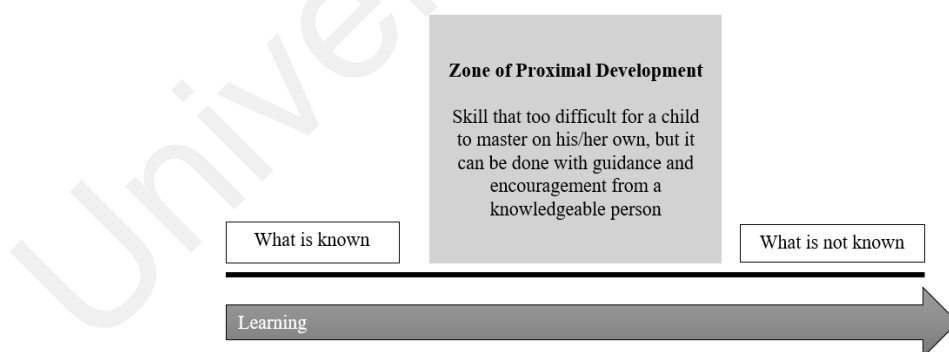 Zone of Proximal Development
Skill that too difficult for a child
to master on his/her own, but it
can be done with guidance and
encouragement from a
knowledgeable person
What is known
What is not known
Learning